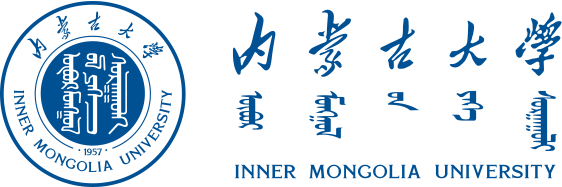 内蒙古大學
INNER MONGOLIA UNIVERSITY
·1957·
内蒙古大學
ᠥᠪᠥᠷ ᠮᠣᠩᠭᠣᠯ ᠤᠨ ᠶᠡᠬᠡ ᠰᠤᠷᠭᠠᠭᠤᠯᠢ
INNER MONGOLIA UNIVERSITY